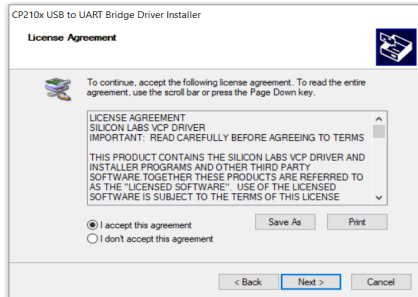 CP210x USB to UART Bridge Driver Installer
License Agreement
To continue, accept the following license agreement. To read the entire
agreement, use the scroll bar or press the Page Down key.
LICENSE AGREEMENT
SILICON LABS VCP DRIVER
IMPORTANT: READ CAREFULLY BEFORE AGREEING TO TERMS
THIS PRODUCT CONTAINS THE SILICON LABS VCP DRIVER AND
INSTALLER PROGRAMS AND OTHER THIRD PARTY
SOFTWARE.TOGETHER THESE PRODUCTS ARE REFERRED TO
AS THE "LICENSED SOFTWARE". USE OF THE LICENSED
SOFTWARE IS SUBJECT TO THE TERMS OF THIS LICENSE
I accept this agreement
Save As
Print
I don't accept this agreement
< Back
Next >
Cancel